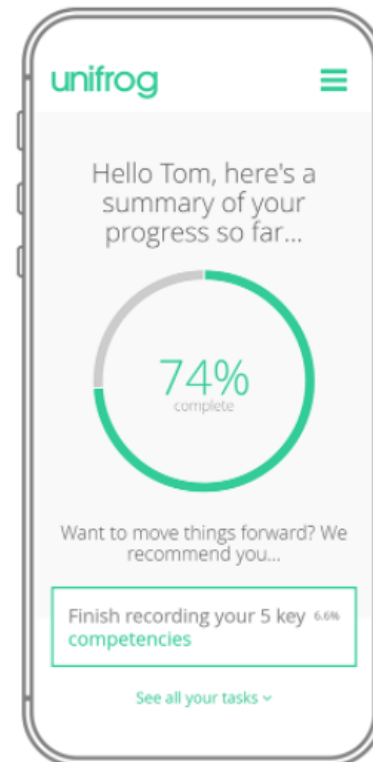 unifrog
Hello Tom, here's a
summary of your
progress so far...
74%
complete
Want to move things forward? We
recommend you...
Finish recording your 5 key 6.6%
competencies
See all your tasks